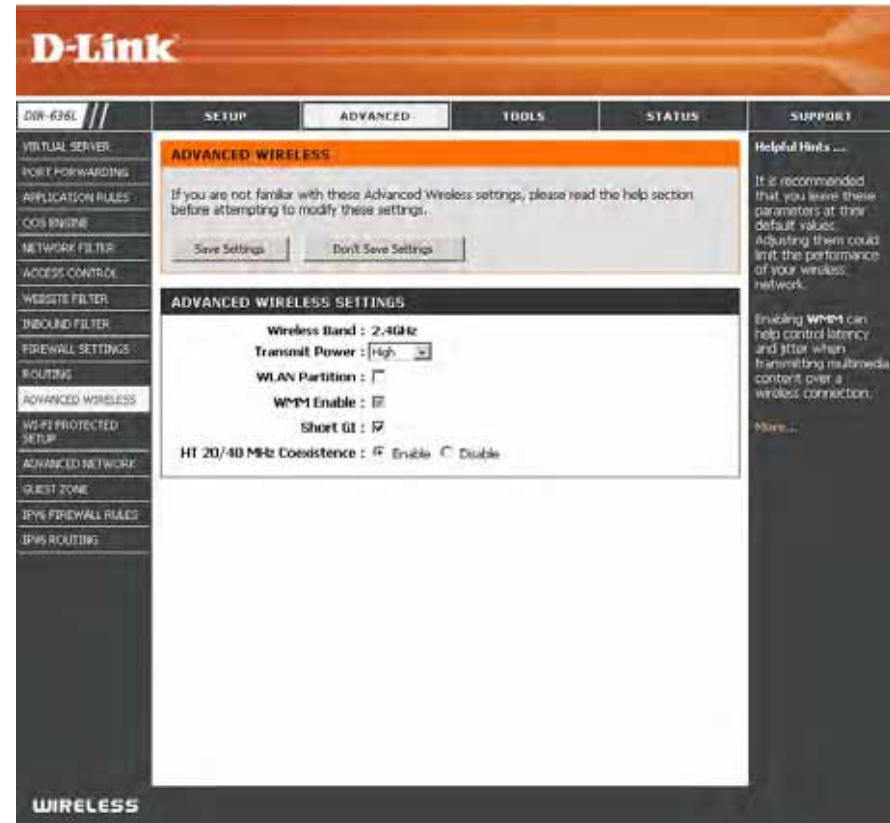 D-Link
DIR-636L
SETUP
ADVANCED
TOOLS
STATUS
SUPPORT
VIRTUAL SERVER
PORT FORWARDING
APPLICATION RULES
QOS ENGINE
NETWORK FILTER
ACCESS CONTROL
WEBSITE FILTER
INBOUND FILTER
FIREWALL SETTINGS
ROUTING
ADVANCED WIRELESS
WI-FI PROTECTED
SETUP
ADVANCED NETWORK
GUEST ZONE
IPV6 FIREWALL RULES
IPV6 ROUTING
ADVANCED WIRELESS
If you are not familiar with these Advanced Wireless settings, please read the help section
before attempting to modify these settings.
Save Settings
Don't Save Settings
ADVANCED WIRELESS SETTINGS
Wireless Band : 2.4GHz
Transmit Power : High
WLAN Partition :
WMM Enable :
Short GI :
HT 20/40 MHz Coexistence : Enable Disable
Helpful Hints ...
It is recommended
that you leave these
parameters at their
default values.
Adjusting them could
limit the performance
of your wireless
network.
Enabling WMM can
help control latency
and jitter when
transmitting multimedia
content over a
wireless connection.
More...
WIRELESS